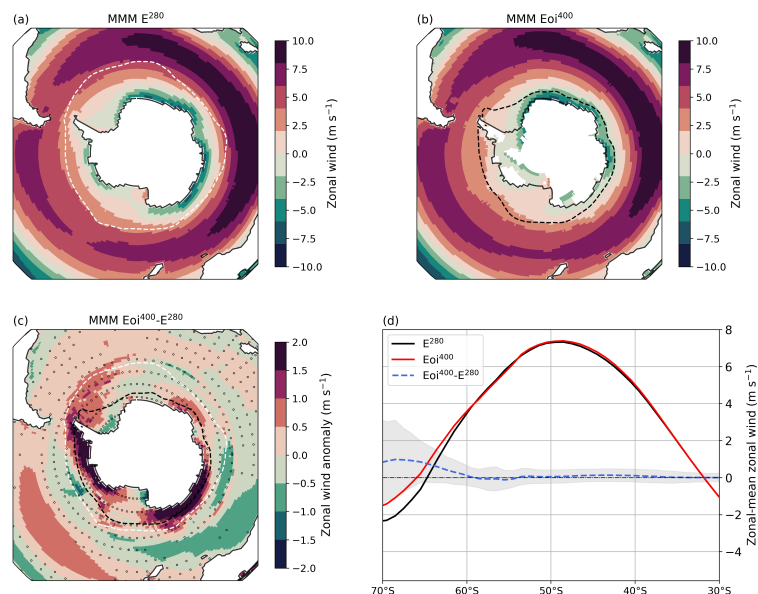 (a)
MMM E²⁸⁰
10.0
7.5
5.0
2.5
0.0
−2.5
−5.0
−7.5
−10.0
Zonal wind (m s⁻¹)
(b)
MMM Eoi⁴⁰⁰
10.0
7.5
5.0
2.5
0.0
−2.5
−5.0
−7.5
−10.0
Zonal wind (m s⁻¹)
(c)
MMM Eoi⁴⁰⁰-E²⁸⁰
2.0
1.5
1.0
0.5
0.0
−0.5
−1.0
−1.5
−2.0
Zonal wind anomaly (m s⁻¹)
(d)
E²⁸⁰
Eoi⁴⁰⁰
Eoi⁴⁰⁰-E²⁸⁰
8
6
4
2
0
−2
−4
Zonal-mean zonal wind (m s⁻¹)
70°S
60°S
50°S
40°S
30°S